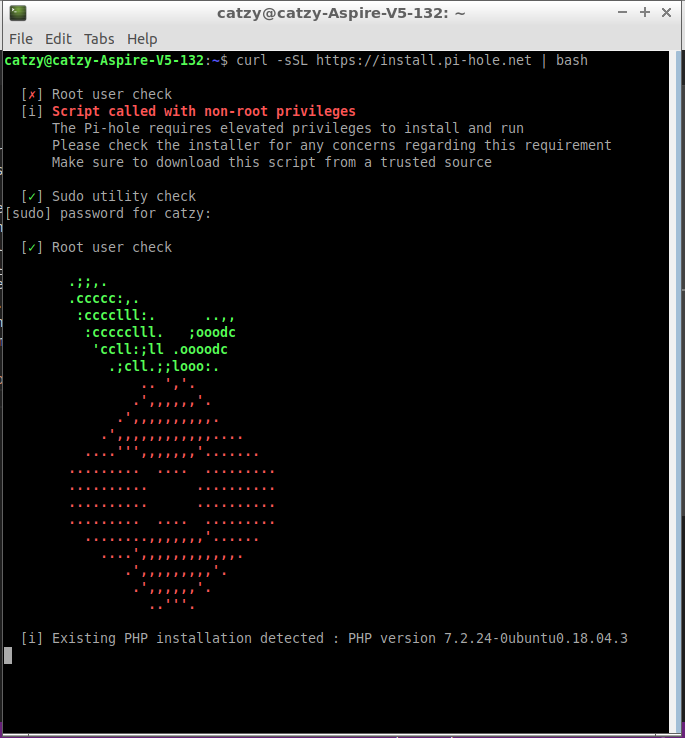 catzy@catzy-Aspire-V5-132: ~
File Edit Tabs Help
catzy@catzy-Aspire-V5-132:~$ curl -sSL https://install.pi-hole.net | bash
[✗] Root user check
[i] Script called with non-root privileges
The Pi-hole requires elevated privileges to install and run
Please check the installer for any concerns regarding this requirement
Make sure to download this script from a trusted source
[✓] Sudo utility check
[sudo] password for catzy:
[✓] Root user check
.;;,.
.ccccc:,.
:cccclll:.      ..,,
:ccccclll.   ;ooodc
'ccll:;ll .oooodc
.;cll.;;looo:.
.. ','.
.',,,,,,'.
.',,,,,,,,,,.
.',,,,,,,,,,,,....
....''',,,,,,,'.......
.........  ....  .........
..........      ..........
..........      ..........
.........  ....  .........
........,,,,,,,'......
....',,,,,,,,,,,,.
.',,,,,,,,,'.
.',,,,,,'.
..'''.
[i] Existing PHP installation detected : PHP version 7.2.24-0ubuntu0.18.04.3